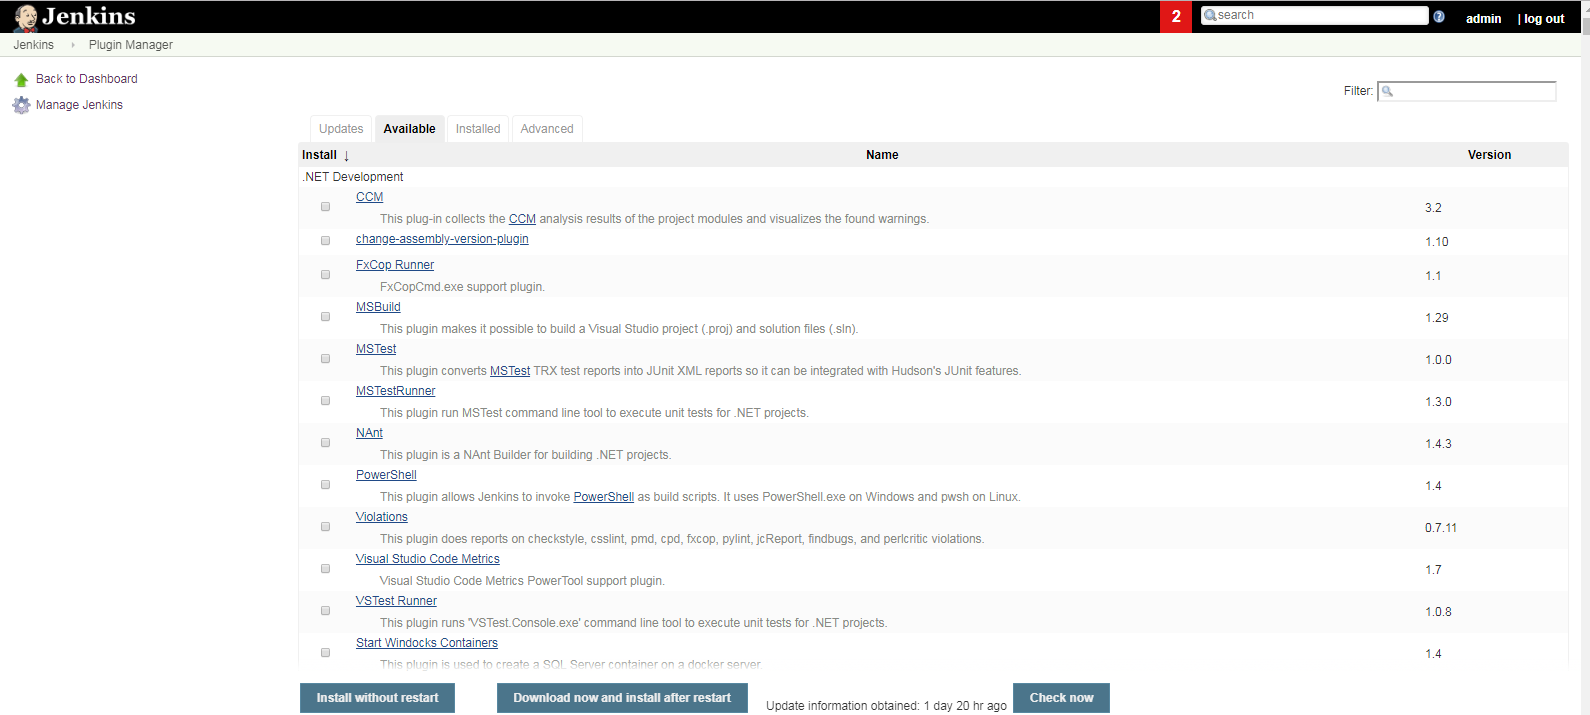 Jenkins
2
search
admin
| log out
Jenkins
Plugin Manager
Back to Dashboard
Manage Jenkins
Filter:
Updates
Available
Installed
Advanced
Install ↓
Name
Version
.NET Development
CCM
This plug-in collects the CCM analysis results of the project modules and visualizes the found warnings.
3.2
change-assembly-version-plugin
1.10
FxCop Runner
FxCopCmd.exe support plugin.
1.1
MSBuild
This plugin makes it possible to build a Visual Studio project (.proj) and solution files (.sln).
1.29
MSTest
This plugin converts MSTest TRX test reports into JUnit XML reports so it can be integrated with Hudson's JUnit features.
1.0.0
MSTestRunner
This plugin run MSTest command line tool to execute unit tests for .NET projects.
1.3.0
NAnt
This plugin is a NAnt Builder for building .NET projects.
1.4.3
PowerShell
This plugin allows Jenkins to invoke PowerShell as build scripts. It uses PowerShell.exe on Windows and pwsh on Linux.
1.4
Violations
This plugin does reports on checkstyle, csslint, pmd, cpd, fxcop, pylint, jcReport, findbugs, and perlcritic violations.
0.7.11
Visual Studio Code Metrics
Visual Studio Code Metrics PowerTool support plugin.
1.7
VSTest Runner
This plugin runs 'VSTest.Console.exe' command line tool to execute unit tests for .NET projects.
1.0.8
Start Windocks Containers
This plugin is used to create a SQL Server container on a docker server
1.4
Install without restart
Download now and install after restart
Update information obtained: 1 day 20 hr ago
Check now